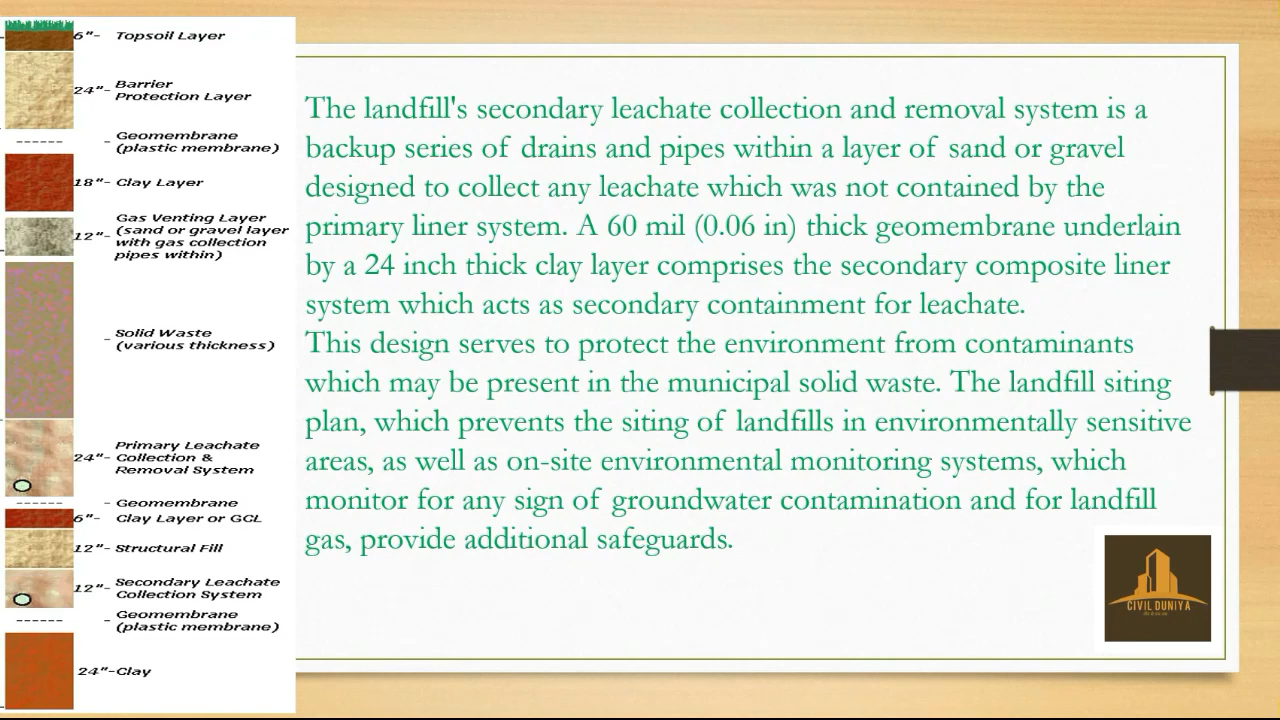 6"- Topsoil Layer
24"- Barrier
Protection Layer
- Geomembrane
(plastic membrane)
18"- Clay Layer
Gas Venting Layer
12"- (sand or gravel layer
with gas collection
pipes within)
- Solid Waste
(various thickness)
Primary Leachate
24"- Collection &
Removal System
- Geomembrane
6"- Clay Layer or GCL
12"- Structural Fill
12"- Secondary Leachate
Collection System
- Geomembrane
(plastic membrane)
24"-Clay
The landfill's secondary leachate collection and removal system is a
backup series of drains and pipes within a layer of sand or gravel
designed to collect any leachate which was not contained by the
primary liner system. A 60 mil (0.06 in) thick geomembrane underlain
by a 24 inch thick clay layer comprises the secondary composite liner
system which acts as secondary containment for leachate.
This design serves to protect the environment from contaminants
which may be present in the municipal solid waste. The landfill siting
plan, which prevents the siting of landfills in environmentally sensitive
areas, as well as on-site environmental monitoring systems, which
monitor for any sign of groundwater contamination and for landfill
gas, provide additional safeguards.
CIVIL DUNIYA